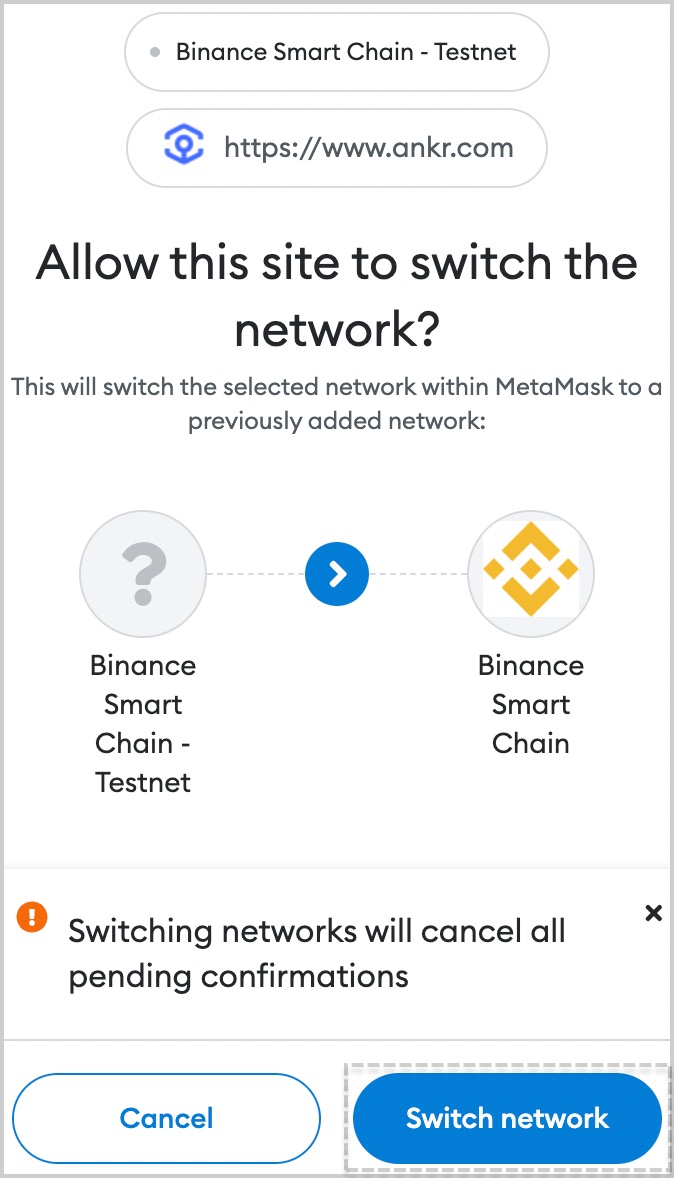 Binance Smart Chain - Testnet
https://www.ankr.com
Allow this site to switch the
network?
This will switch the selected network within MetaMask to a
previously added network:
?
Binance
Smart
Chain -
Testnet
Binance
Smart
Chain
Switching networks will cancel all
pending confirmations
Cancel
Switch network